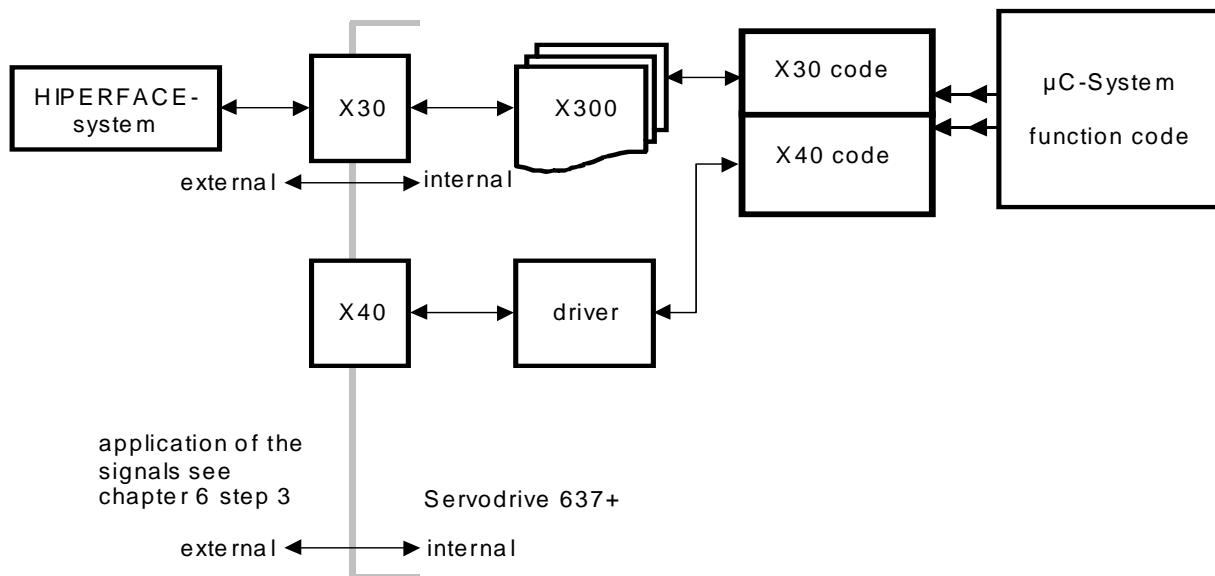 HIPERFACE-
system
X30
X300
X30 code
X40 code
µC-System
function code
external
internal
X40
driver
application of the
signals see
chapter 6 step 3
Servodrive 637+
external
internal